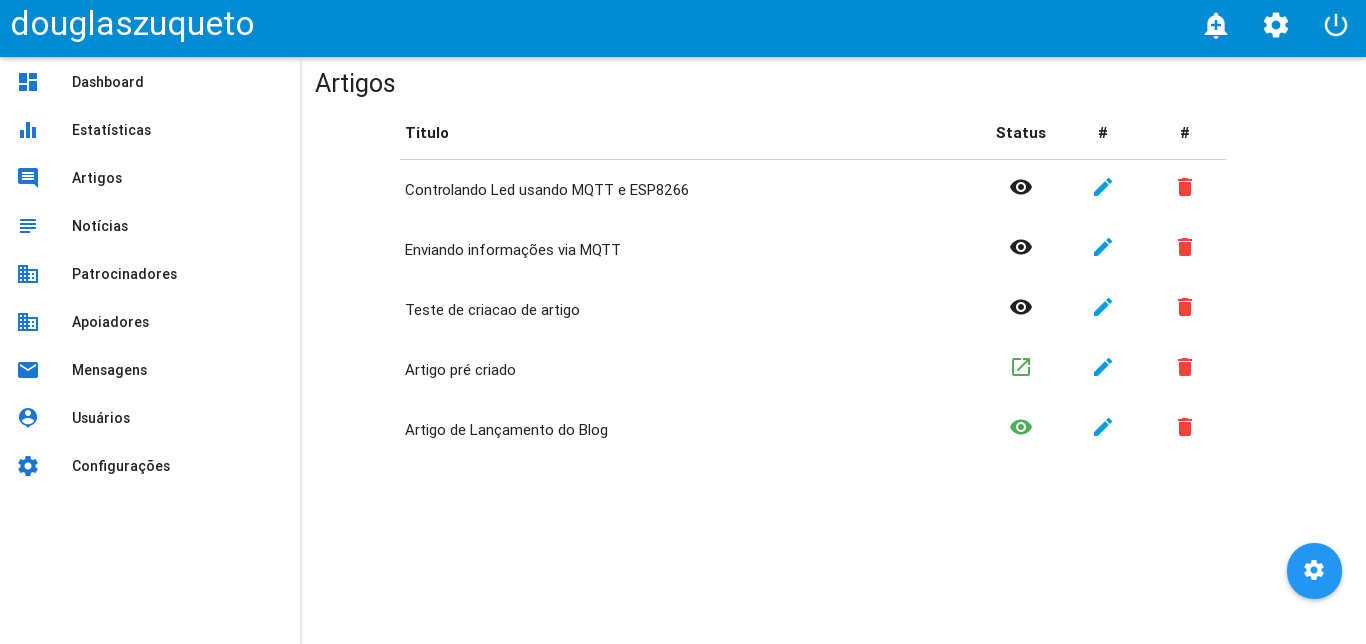 douglaszuqueto
Dashboard
Estatísticas
Artigos
Notícias
Patrocinadores
Apoiadores
Mensagens
Usuários
Configurações
Artigos
Titulo Status # #
Controlando Led usando MQTT e ESP8266
Enviando informações via MQTT
Teste de criacao de artigo
Artigo pré criado
Artigo de Lançamento do Blog